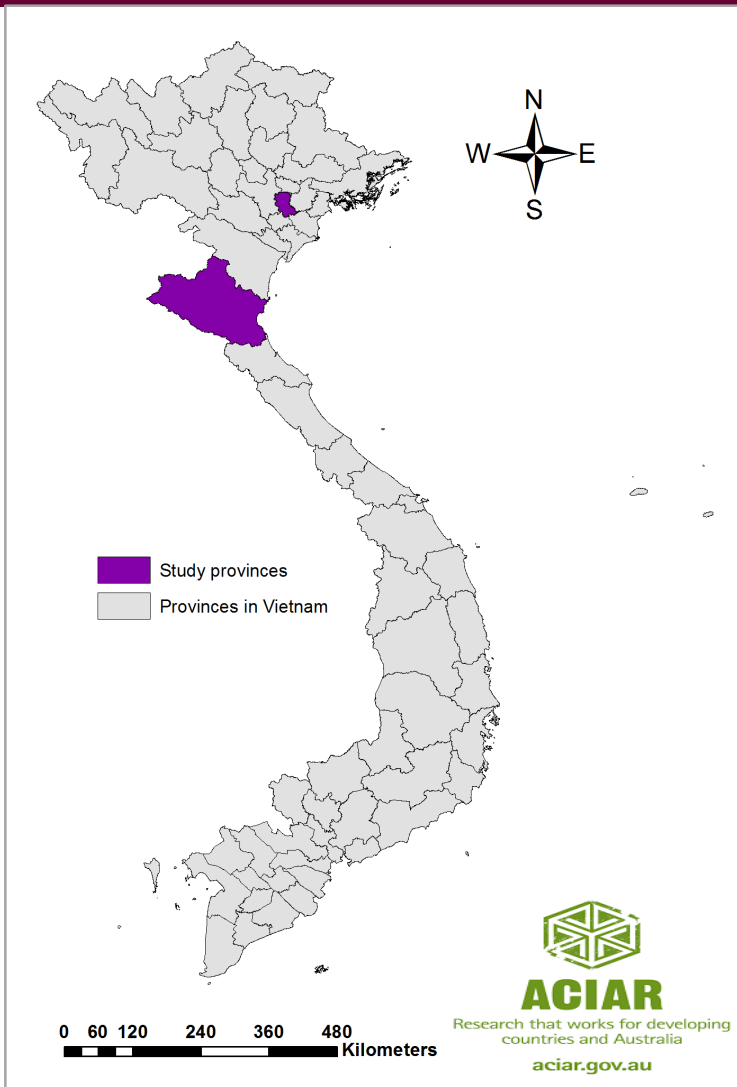 N
W E
S
Study provinces
Provinces in Vietnam
ACIAR
Research that works for developing
countries and Australia
aciar.gov.au
0 60 120 240 360 480
Kilometers